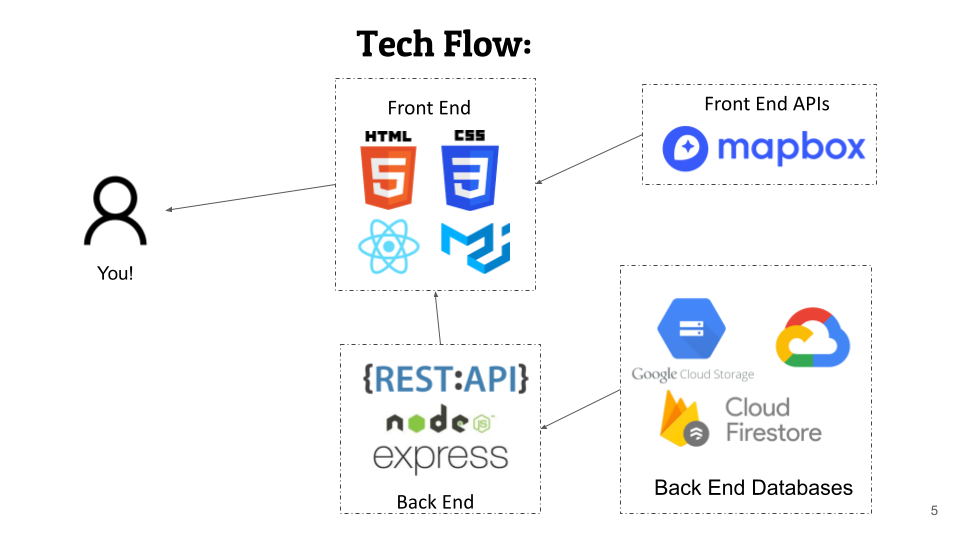 Tech Flow:
Front End
HTML
CSS
5
3
Front End APIs
mapbox
You!
{REST:API}
node
JS
™
express
Back End
Google Cloud Storage
Cloud
Firestore
Back End Databases
5